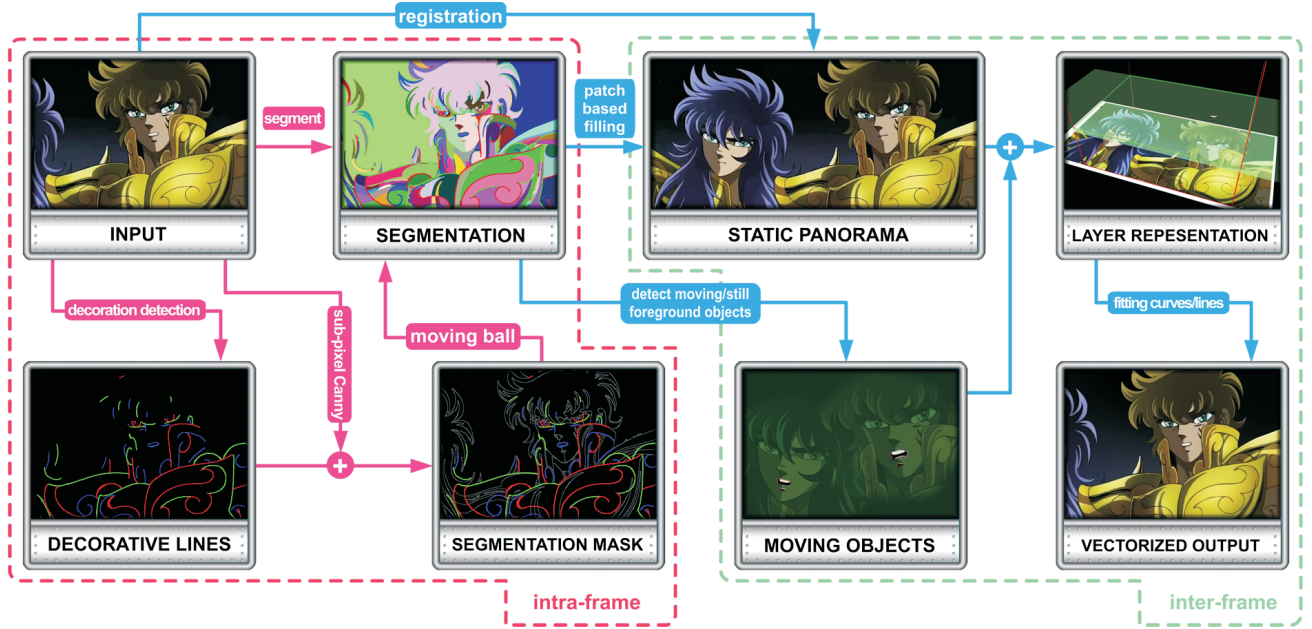 registration
segment
patch
based
filling
INPUT
SEGMENTATION
STATIC PANORAMA
LAYER REPESENTATION
decoration detection
sub-pixel Canny
moving ball
detect moving/still
foreground objects
fitting curves/lines
DECORATIVE LINES
SEGMENTATION MASK
MOVING OBJECTS
VECTORIZED OUTPUT
intra-frame
inter-frame